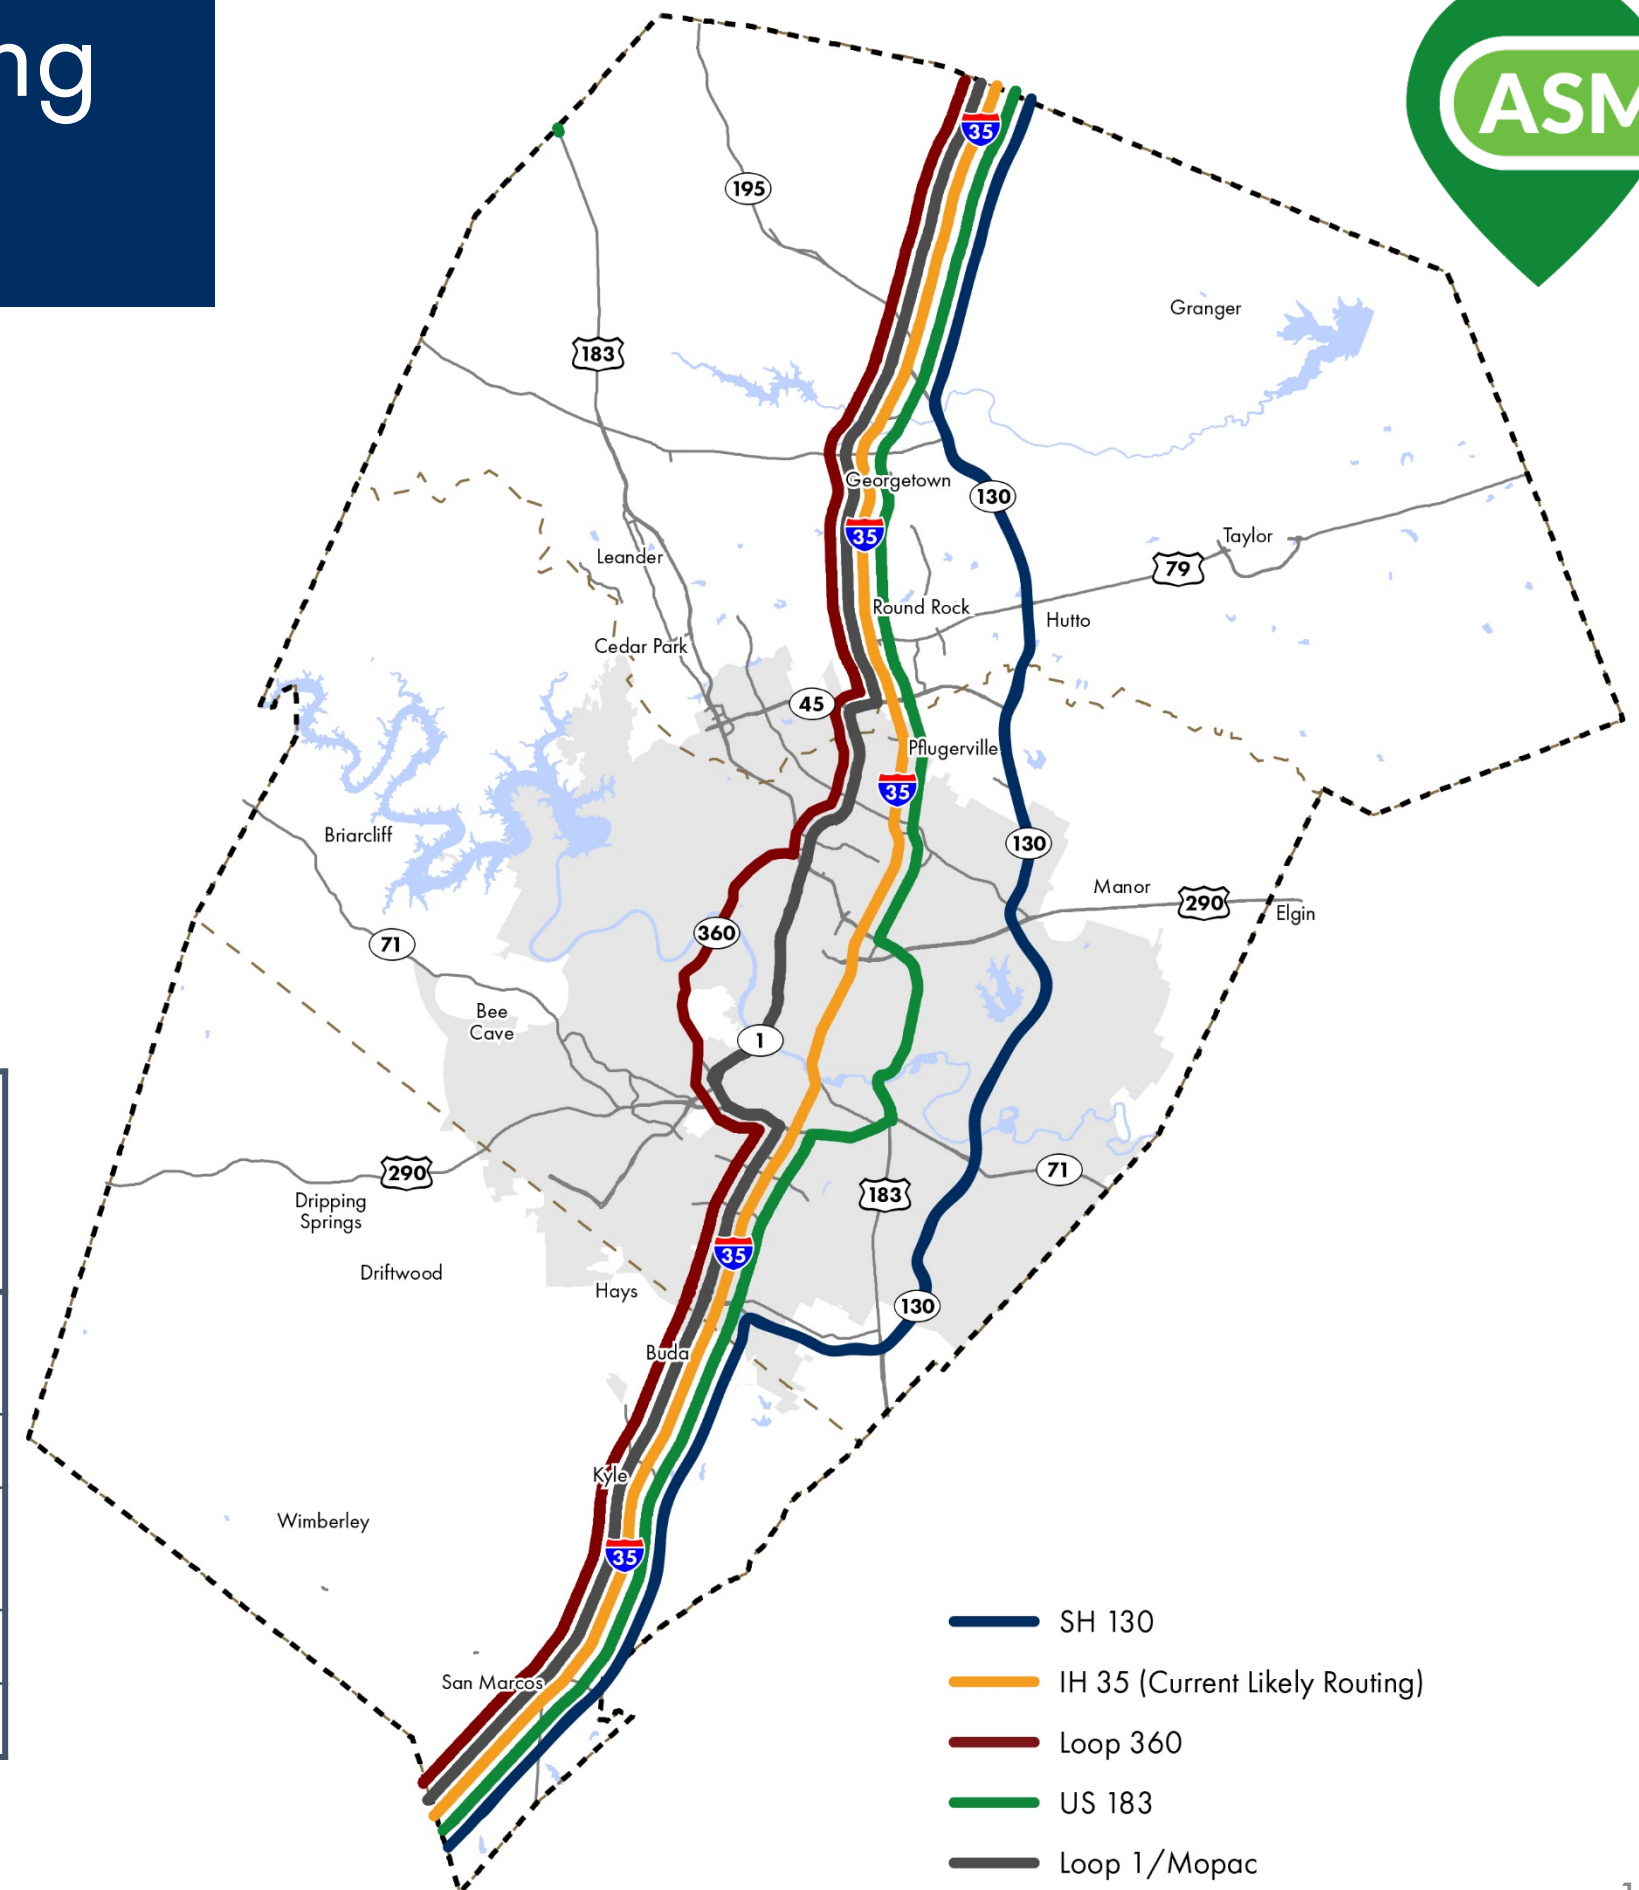 ng
ASM
35
195
Granger
183
Georgetown
130
35
Taylor
Leander
79
Round Rock
Hutto
Cedar Park
45
Pflugerville
35
Briarcliff
130
Manor
290
Elgin
360
71
Bee
Cave
1
290
71
183
Dripping
Springs
35
Driftwood
Hays
130
Buda
Kyle
Wimberley
35
SH 130
San Marcos
IH 35 (Current Likely Routing)
Loop 360
US 183
Loop 1/Mopac